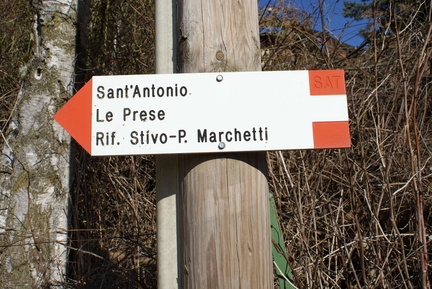 SAT
Sant'Antonio
Le Prese
Rif. Stivo-P. Marchetti